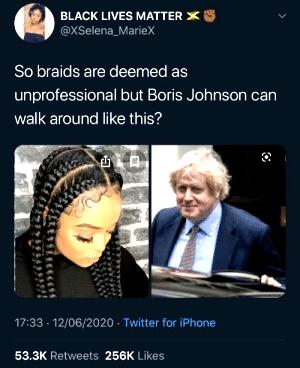 BLACK LIVES MATTER
@XSelena_MarieX
So braids are deemed as
unprofessional but Boris Johnson can
walk around like this?
17:33 · 12/06/2020 · Twitter for iPhone
53.3K Retweets 256K Likes